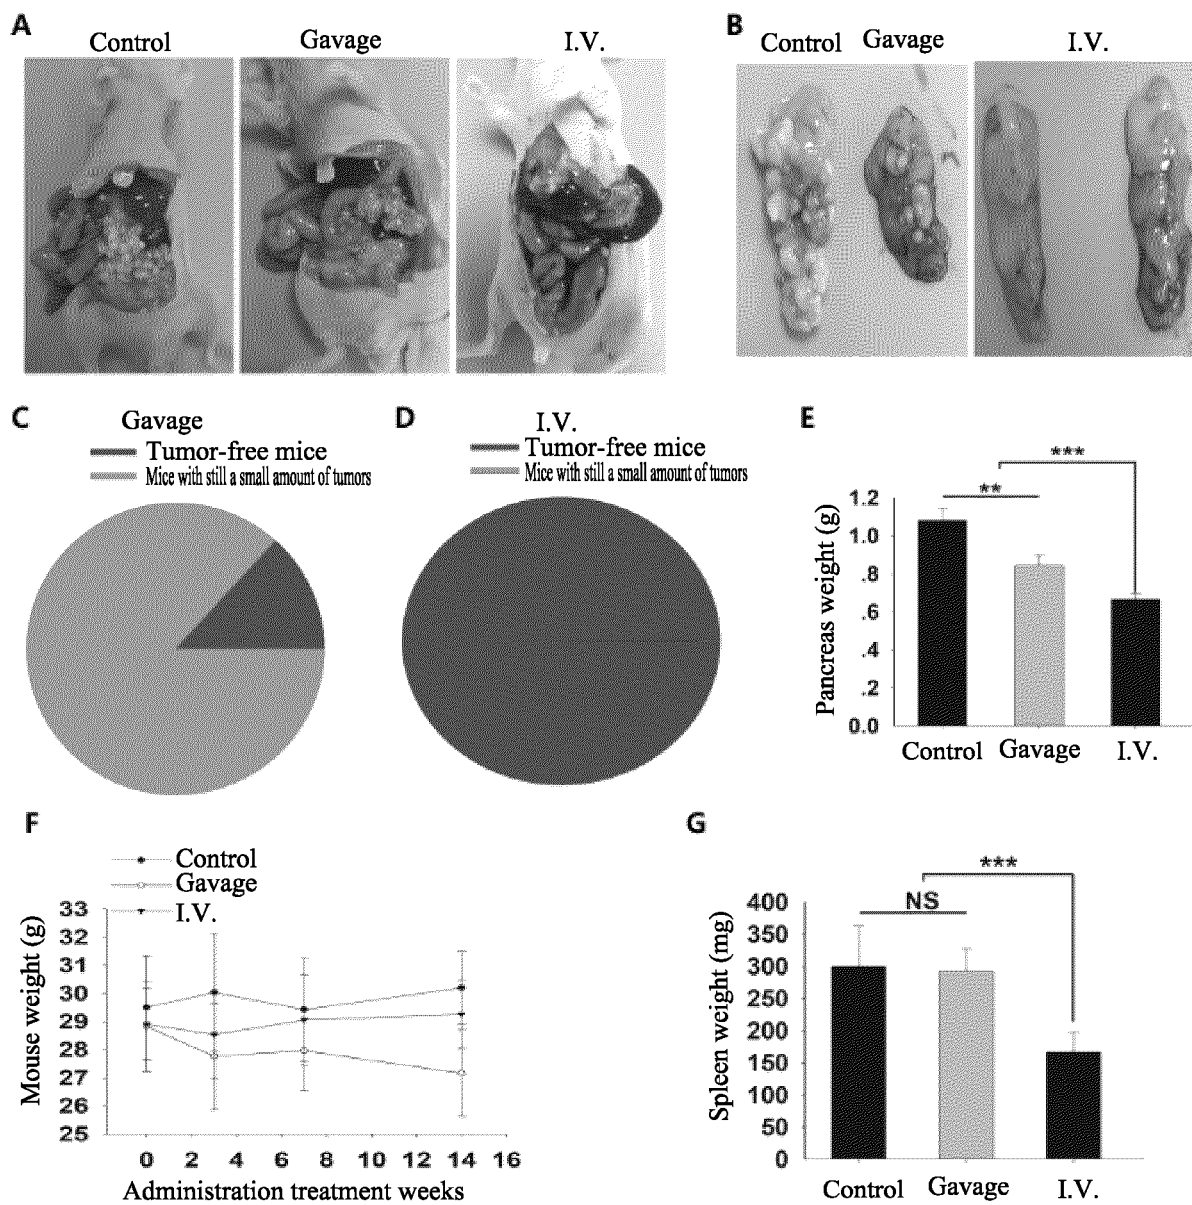 A
Control
Gavage
I.V.
B
Control
Gavage
I.V.
C
Gavage
Tumor-free mice
Mice with still a small amount of tumors
D
I.V.
Tumor-free mice
Mice with still a small amount of tumors
E
***
**
1.2
1.0
.8
.6
.4
.2
0.0
Pancreas weight (g)
Control
Gavage
I.V.
F
Control
Gavage
I.V.
33
32
31
30
29
28
27
26
25
Mouse weight (g)
0 2 4 6 8 10 12 14 16
Administration treatment weeks
G
***
NS
400
350
300
250
200
150
100
50
0
Spleen weight (mg)
Control
Gavage
I.V.